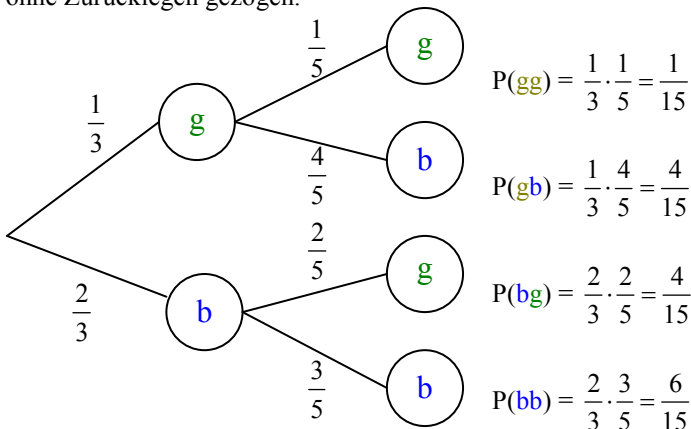 ohne Zurücklegen gezogen.
1/3
g
1/5
g
P(gg) = 1/3 · 1/5 = 1/15
4/5
b
P(gb) = 1/3 · 4/5 = 4/15
2/3
b
2/5
g
P(bg) = 2/3 · 2/5 = 4/15
3/5
b
P(bb) = 2/3 · 3/5 = 6/15